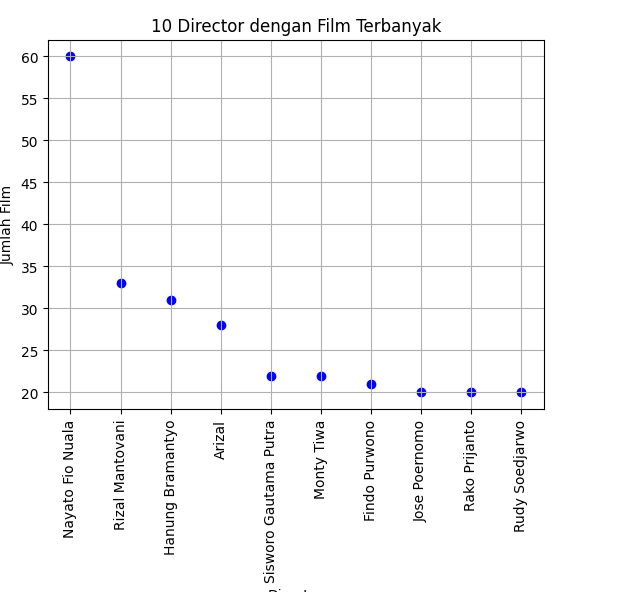 10 Director dengan Film Terbanyak
Jumlah Film
60
55
50
45
40
35
30
25
20
Nayato Fio Nuala
Rizal Mantovani
Hanung Bramantyo
Arizal
Sisworo Gautama Putra
Monty Tiwa
Findo Purwono
Jose Poernomo
Rako Prijanto
Rudy Soedjarwo